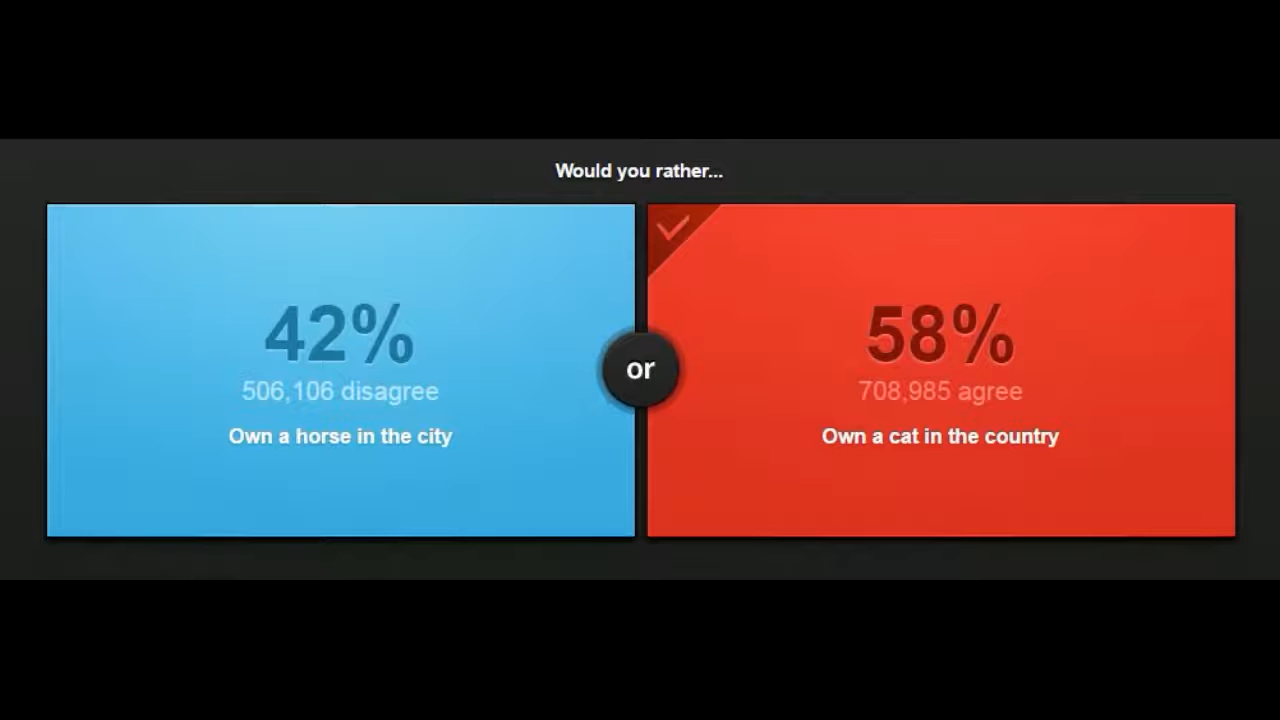 Would you rather...
42%
506,106 disagree
Own a horse in the city
or
58%
708,985 agree
Own a cat in the country